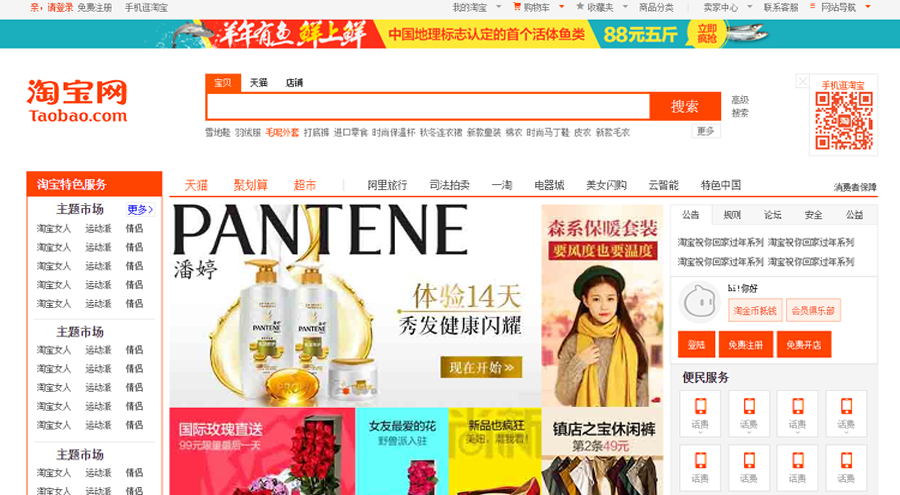 亲，请登录 免费注册 手机逛淘宝 我的淘宝 购物车 收藏夹 商品分类 卖家中心 联系客服 网站导航
羊年有鱼 鲜上鲜 中国地理标志认定的首个活体鱼类 88元五斤 立即疯抢
淘宝网
Taobao.com
宝贝 天猫 店铺
搜索
高级
搜索
雪地鞋 羽绒服 毛呢外套 打底裤 进口零食 时尚保温杯 秋冬连衣裙 新款童装 棉衣 时尚马丁鞋 皮衣 新款毛衣
更多
手机逛淘宝
淘宝特色服务
天猫 聚划算 超市 阿里旅行 司法拍卖 一淘 电器城 美女闪购 云智能 特色中国 消费者保障
主题市场 更多>
淘宝女人 运动派 情侣
淘宝女人 运动派 情侣
淘宝女人 运动派 情侣
淘宝女人 运动派 情侣
淘宝女人 运动派 情侣
主题市场
淘宝女人 运动派 情侣
淘宝女人 运动派 情侣
淘宝女人 运动派 情侣
淘宝女人 运动派 情侣
淘宝女人 运动派 情侣
主题市场
淘宝女人 运动派 情侣
淘宝女人 运动派 情侣
PANTENE
潘婷
体验14天
秀发健康闪耀
现在开始»
PANTENE
PANTENE
森系保暖套装
要风度也要温度
国际玫瑰直送
99元限量最后一天
女友最爱的花
野兽派入驻
新品也疯狂
美妞，潮我看!
镇店之宝休闲裤
第2条49元
公告 规则 论坛 安全 公益
淘宝祝你回家过年系列 淘宝祝你回家过年系列
淘宝祝你回家过年系列 淘宝祝你回家过年系列
hi!你好
淘金币抵钱 会员俱乐部
登陆 免费注册 免费开店
便民服务
话费 话费 话费 话费
话费 话费 话费 话费